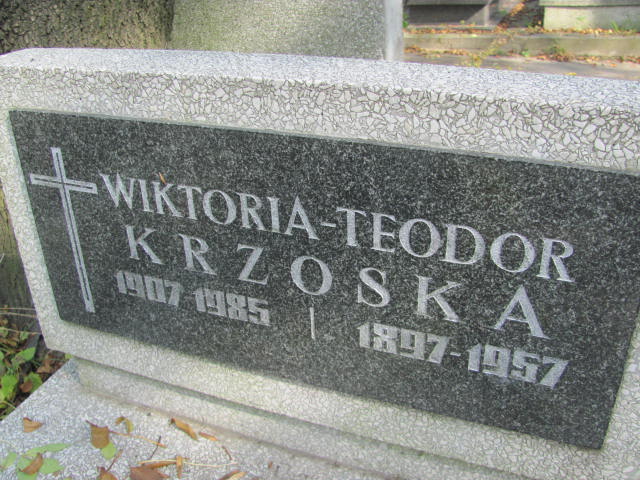 WIKTORIA-TEODOR
KRZOSKA
1907-1985 | 1897-1957